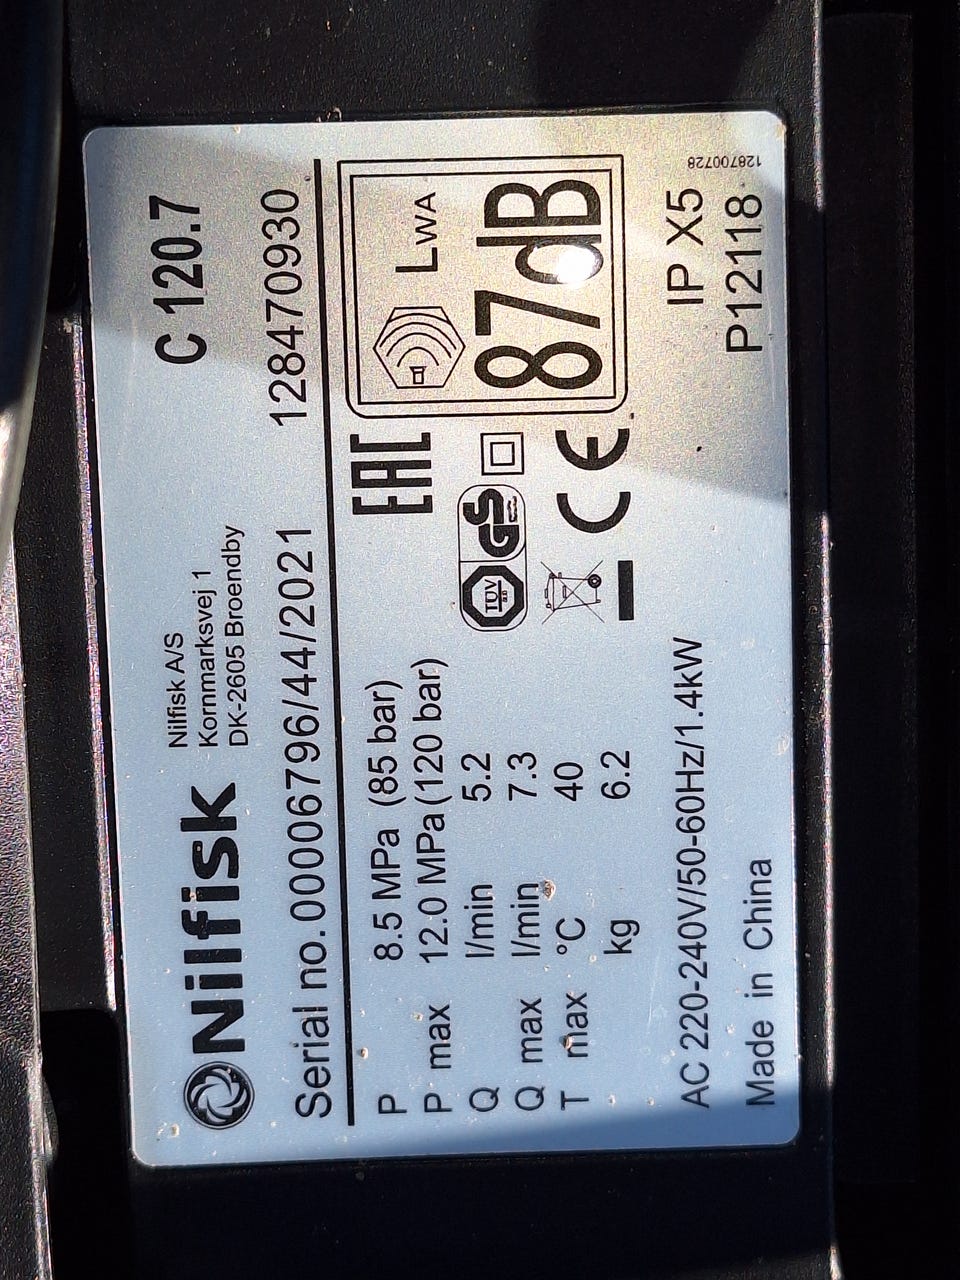 Nilfisk
Nilfisk A/S
Kornmarksvej 1
DK-2605 Broendby
C 120.7
Serial no.00006796/44/2021
128470930
P 8.5 MPa (85 bar)
P max 12.0 MPa (120 bar)
Q l/min 5.2
Q max l/min 7.3
T max °C 40
kg 6.2
EAC
TÜV
GS
CE
LWA
87dB
AC 220-240V/50-60Hz/1.4kW
IP X5
Made in China
P12118
128700728